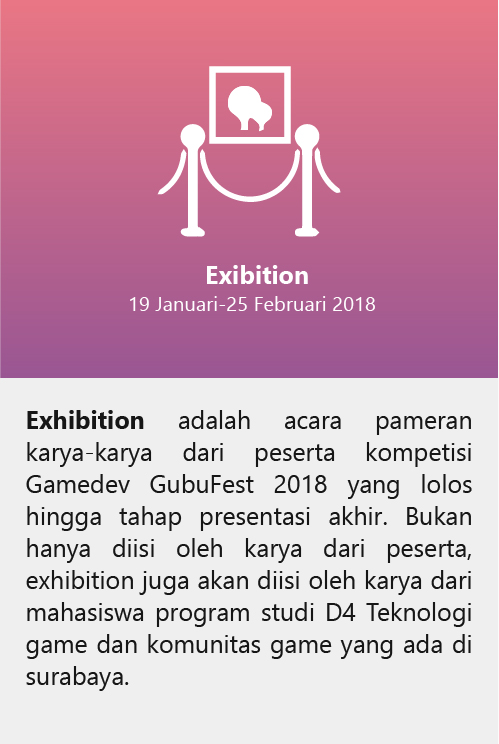 Exibition
19 Januari-25 Februari 2018
Exhibition adalah acara pameran
karya-karya dari peserta kompetisi
Gamedev GubuFest 2018 yang lolos
hingga tahap presentasi akhir. Bukan
hanya diisi oleh karya dari peserta,
exhibition juga akan diisi oleh karya dari
mahasiswa program studi D4 Teknologi
game dan komunitas game yang ada di
surabaya.